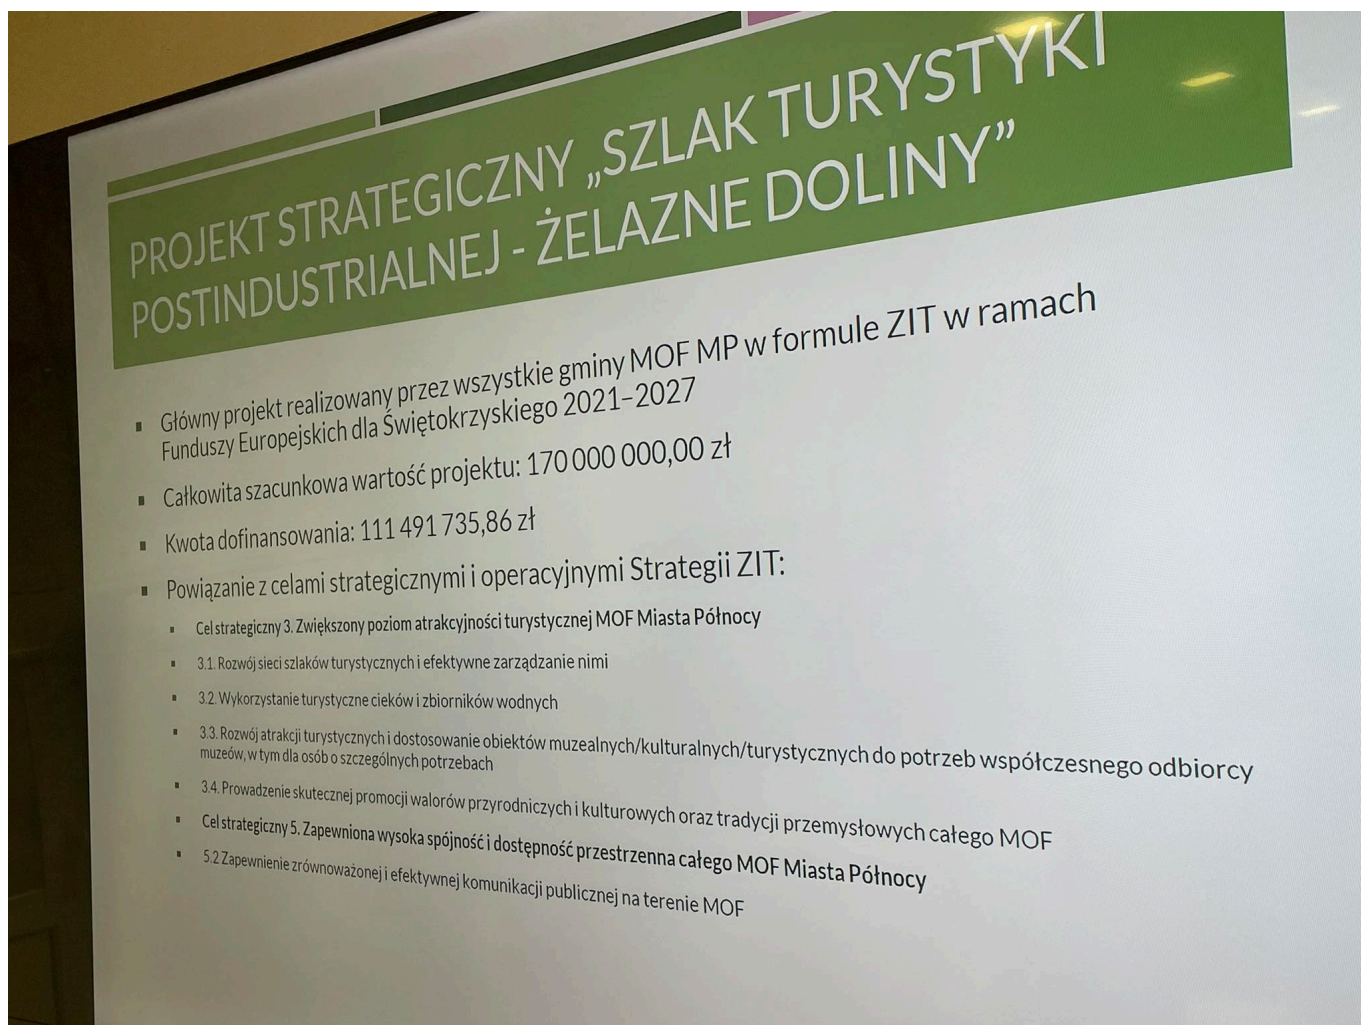 PROJEKT STRATEGICZNY „SZLAK TURYSTYKI
POSTINDUSTRIALNEJ - ŻELAZNE DOLINY”
▪ Główny projekt realizowany przez wszystkie gminy MOF MP w formule ZIT w ramach
Funduszy Europejskich dla Świętokrzyskiego 2021–2027
▪ Całkowita szacunkowa wartość projektu: 170 000 000,00 zł
▪ Kwota dofinansowania: 111 491 735,86 zł
▪ Powiązanie z celami strategicznymi i operacyjnymi Strategii ZIT:
▪ Cel strategiczny 3. Zwiększony poziom atrakcyjności turystycznej MOF Miasta Północy
▪ 3.1. Rozwój sieci szlaków turystycznych i efektywne zarządzanie nimi
▪ 3.2. Wykorzystanie turystyczne cieków i zbiorników wodnych
▪ 3.3. Rozwój atrakcji turystycznych i dostosowanie obiektów muzealnych/kulturalnych/turystycznych do potrzeb współczesnego odbiorcy
muzeów, w tym dla osób o szczególnych potrzebach
▪ 3.4. Prowadzenie skutecznej promocji walorów przyrodniczych i kulturowych oraz tradycji przemysłowych całego MOF
▪ Cel strategiczny 5. Zapewniona wysoka spójność i dostępność przestrzenna całego MOF Miasta Północy
▪ 5.2 Zapewnienie zrównoważonej i efektywnej komunikacji publicznej na terenie MOF